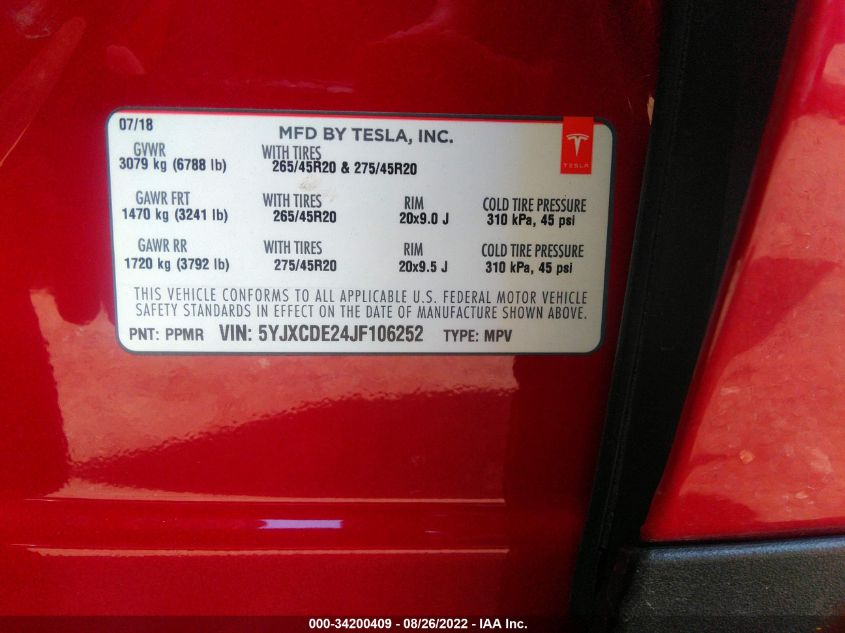 07/18
MFD BY TESLA, INC.
TESLA
GVWR WITH TIRES
3079 kg (6788 lb) 265/45R20 & 275/45R20
GAWR FRT WITH TIRES RIM COLD TIRE PRESSURE
1470 kg (3241 lb) 265/45R20 20x9.0 J 310 kPa, 45 psi
GAWR RR WITH TIRES RIM COLD TIRE PRESSURE
1720 kg (3792 lb) 275/45R20 20x9.5 J 310 kPa, 45 psi
THIS VEHICLE CONFORMS TO ALL APPLICABLE U.S. FEDERAL MOTOR VEHICLE
SAFETY STANDARDS IN EFFECT ON THE DATE OF MANUFACTURE SHOWN ABOVE.
PNT: PPMR VIN: 5YJXCDE24JF106252 TYPE: MPV
000-34200409 - 08/26/2022 - IAA Inc.